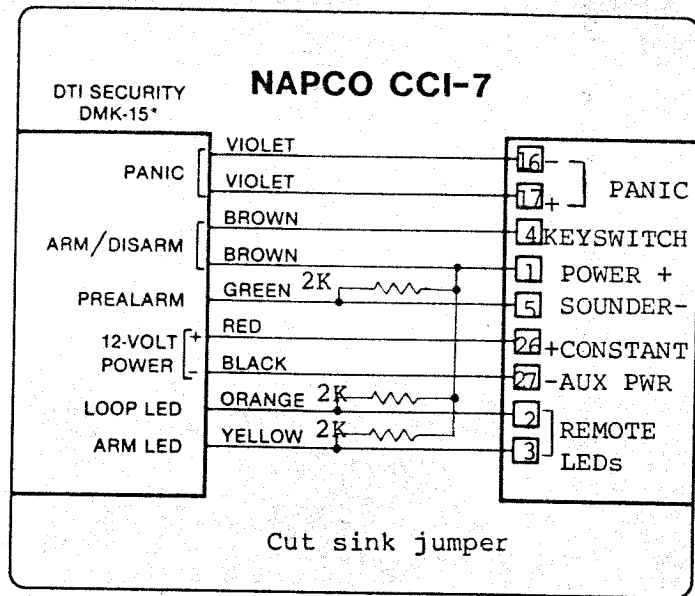 NAPCO CCI-7
DTI SECURITY
DMK-15*
PANIC
VIOLET
VIOLET
16 -
17 +
PANIC
ARM/DISARM
BROWN
BROWN
4 KEYSWITCH
1 POWER +
PREALARM
GREEN 2K
5 SOUNDER-
12-VOLT
POWER
+
-
RED
BLACK
26 +CONSTANT
27 -AUX PWR
LOOP LED
ORANGE 2K
2
ARM LED
YELLOW 2K
3
REMOTE
LEDs
Cut sink jumper